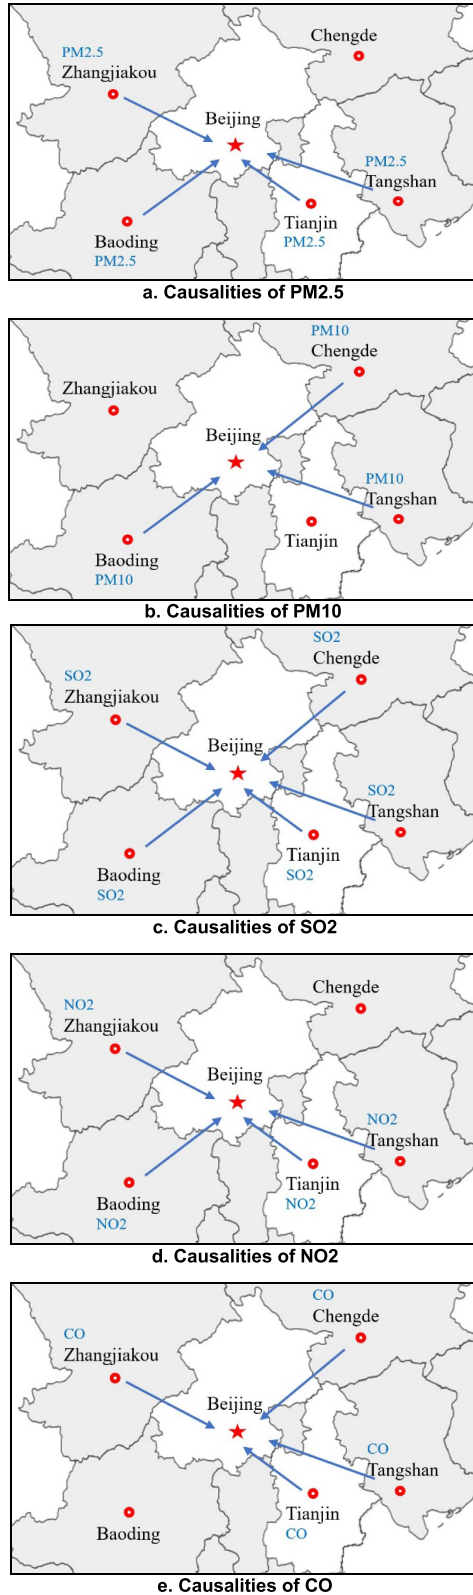 Chengde
PM2.5
Zhangjiakou
Beijing
PM2.5
Tangshan
Baoding
PM2.5
Tianjin
PM2.5
a. Causalities of PM2.5
PM10
Chengde
Zhangjiakou
Beijing
PM10
Tangshan
Baoding
PM10
Tianjin
b. Causalities of PM10
SO2
Chengde
SO2
Zhangjiakou
Beijing
SO2
Tangshan
Baoding
SO2
Tianjin
SO2
c. Causalities of SO2
Chengde
NO2
Zhangjiakou
Beijing
NO2
Tangshan
Baoding
NO2
Tianjin
NO2
d. Causalities of NO2
CO
Chengde
CO
Zhangjiakou
Beijing
CO
Tangshan
Baoding
Tianjin
CO
e. Causalities of CO